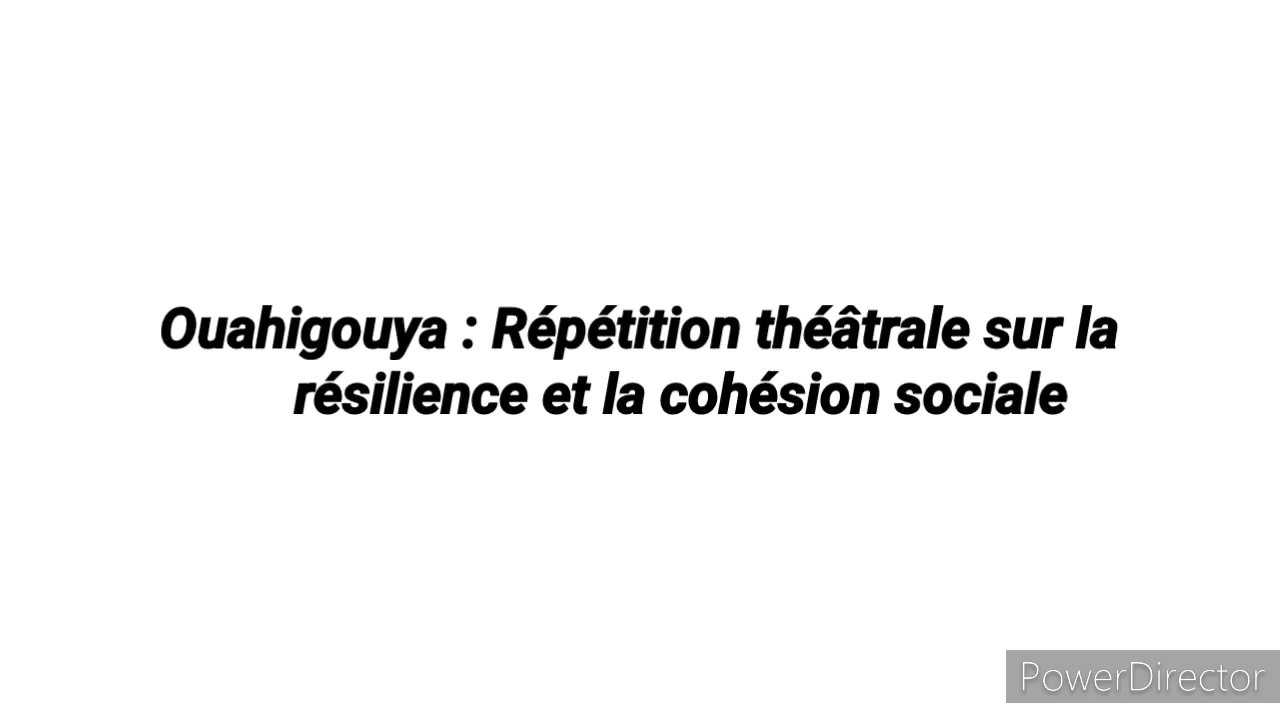 Ouahigouya : Répétition théâtrale sur la
résilience et la cohésion sociale
PowerDirector